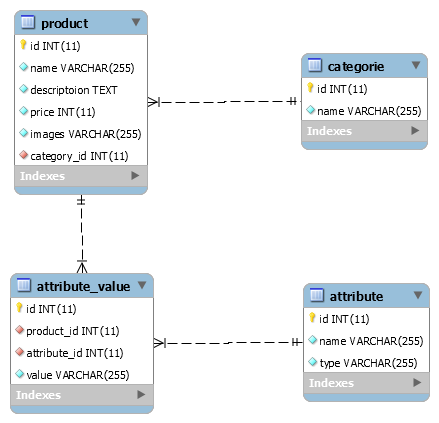 product
id INT(11)
name VARCHAR(255)
descriptoion TEXT
price INT(11)
images VARCHAR(255)
category_id INT(11)
Indexes
categorie
id INT(11)
name VARCHAR(255)
Indexes
attribute_value
id INT(11)
product_id INT(11)
attribute_id INT(11)
value VARCHAR(255)
Indexes
attribute
id INT(11)
name VARCHAR(255)
type VARCHAR(255)
Indexes